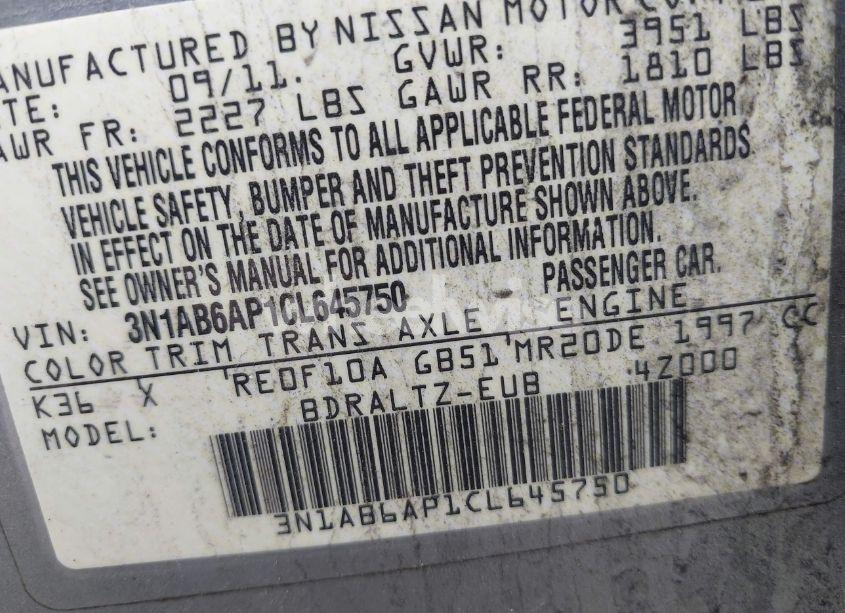 ANUFACTURED BY NISSAN MOTOR CO.
TE: 09/11. GVWR: 3951 LBS
AWR FR: 2227 LBS GAWR RR: 1810 LBS
THIS VEHICLE CONFORMS TO ALL APPLICABLE FEDERAL MOTOR
VEHICLE SAFETY, BUMPER AND THEFT PREVENTION STANDARDS
IN EFFECT ON THE DATE OF MANUFACTURE SHOWN ABOVE.
SEE OWNER'S MANUAL FOR ADDITIONAL INFORMATION.
VIN: 3N1AB6AP1CL645750 PASSENGER CAR.
COLOR TRIM TRANS AXLE ENGINE
K36 X RE0F10A GB51 MR20DE 1997 CC
MODEL: BDRALTZ-EUB 4Z000
3N1AB6AP1CL645750